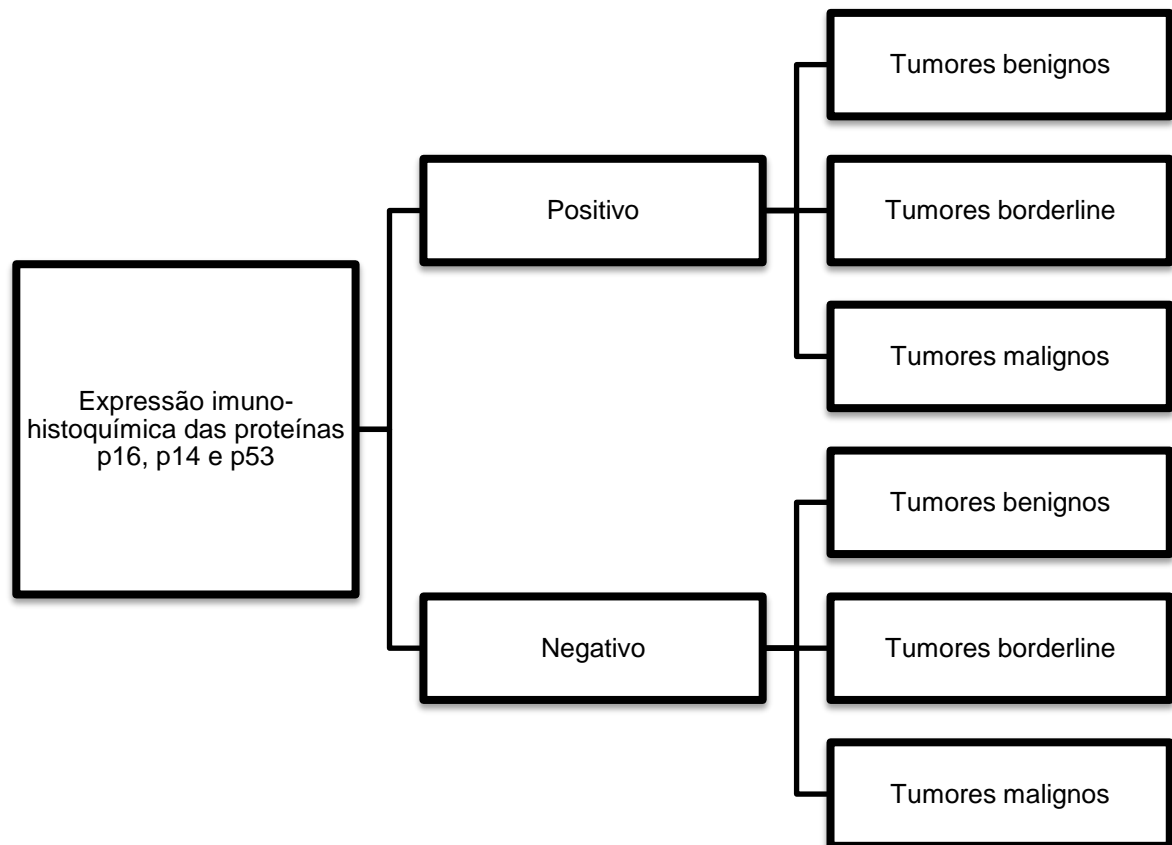 Expressão imuno-
histoquímica das proteínas
p16, p14 e p53
Positivo
Tumores benignos
Tumores borderline
Tumores malignos
Negativo
Tumores benignos
Tumores borderline
Tumores malignos